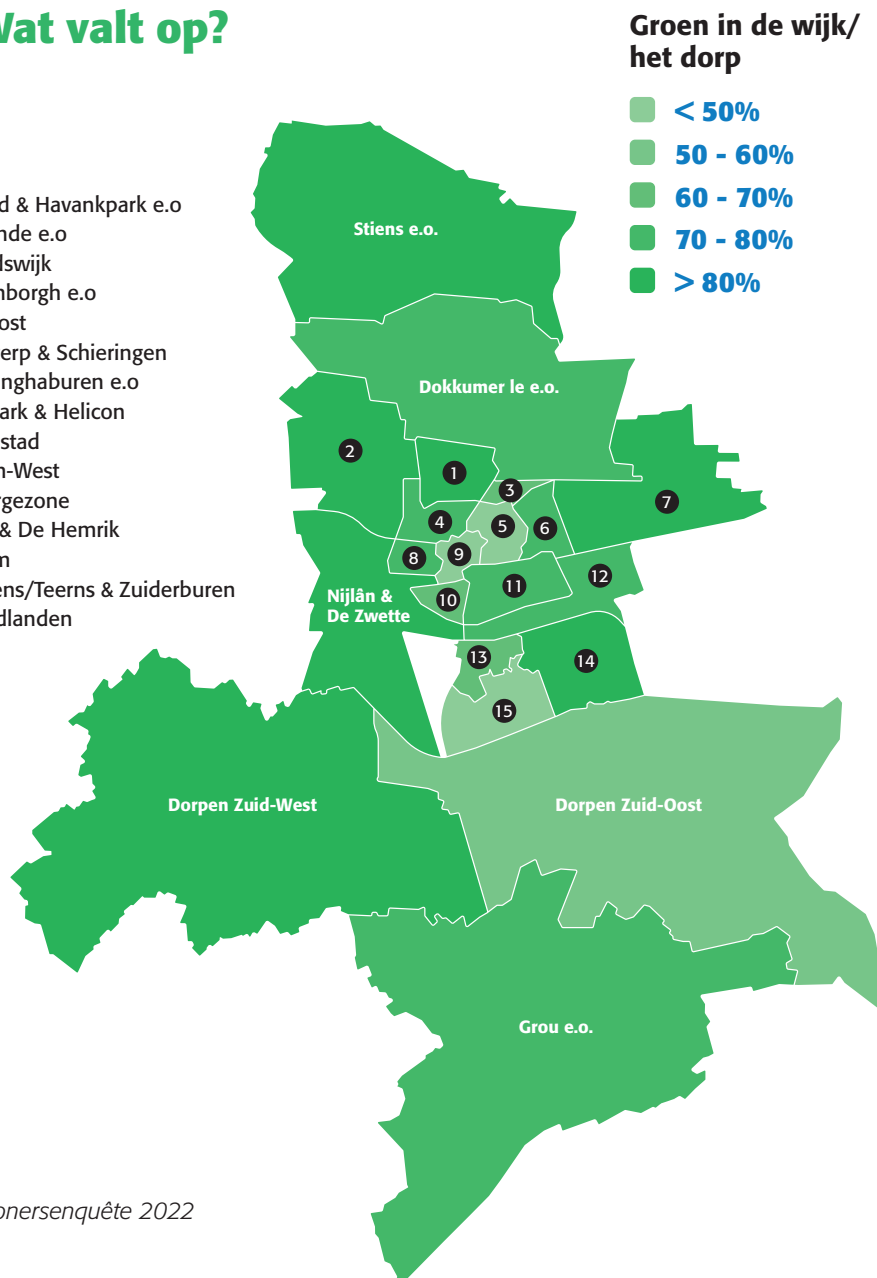 Wat valt op?
Groen in de wijk/
het dorp
< 50%
50 - 60%
60 - 70%
70 - 80%
> 80%
d & Havankpark e.o
nde e.o
lswijk
nborgh e.o
ost
erp & Schieringen
inghaburen e.o
ark & Helicon
stad
n-West
rgezone
& De Hemrik
m
ens/Teerns & Zuiderburen
dlanden
Stiens e.o.
Dokkumer Ie e.o.
2
1
3
7
4
5
6
8
9
12
11
10
Nijlân &
De Zwette
13
14
15
Dorpen Zuid-West
Dorpen Zuid-Oost
Grou e.o.
onersenquête 2022